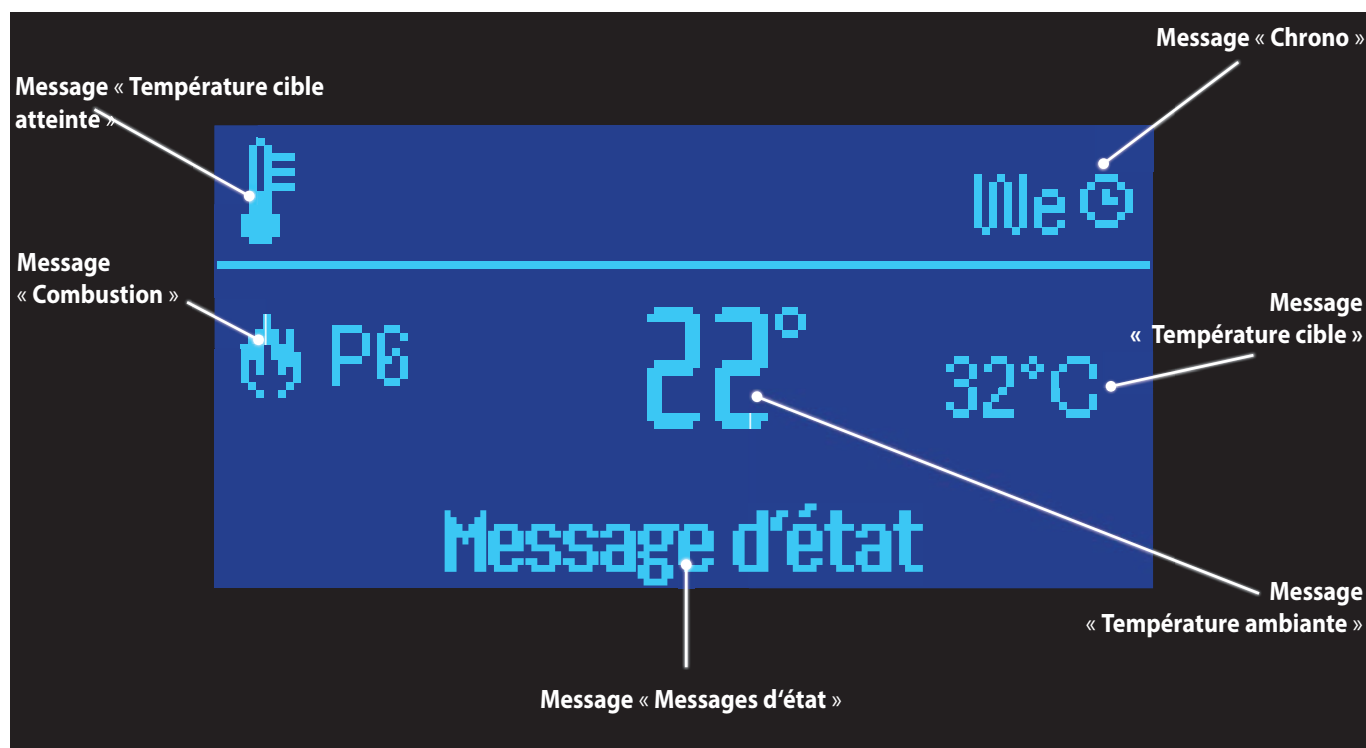 Message « Chrono »
Message « Température cible
atteinte »
We
Message
« Combustion »
P6
22°
32°C
Message
« Température cible »
Message d'état
Message
« Température ambiante »
Message « Messages d‘état »